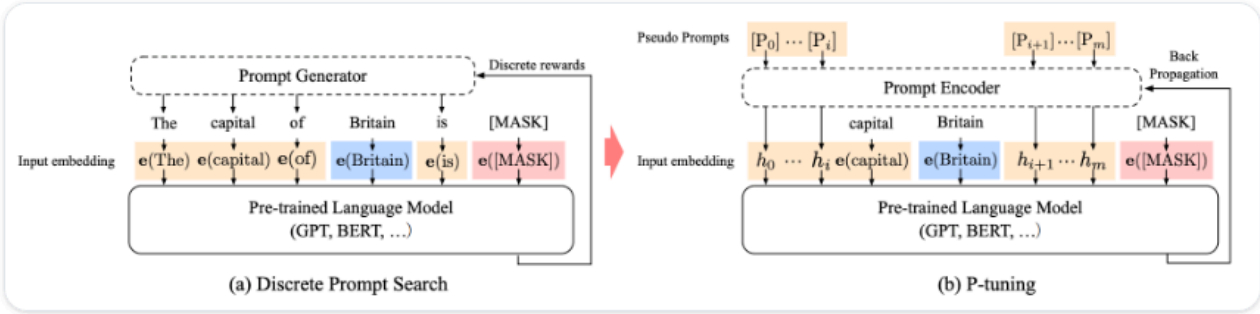 Prompt Generator
Discrete rewards
The capital of Britain is [MASK]
Input embedding e(The) e(capital) e(of) e(Britain) e(is) e([MASK])
Pre-trained Language Model
(GPT, BERT, ...)
(a) Discrete Prompt Search
Pseudo Prompts [P₀] ⋯ [Pᵢ] [Pᵢ₊₁] ⋯ [Pₘ]
Back
Propagation
Prompt Encoder
capital Britain [MASK]
Input embedding h₀ ⋯ hᵢ e(capital) e(Britain) hᵢ₊₁ ⋯ hₘ e([MASK])
Pre-trained Language Model
(GPT, BERT, ...)
(b) P-tuning